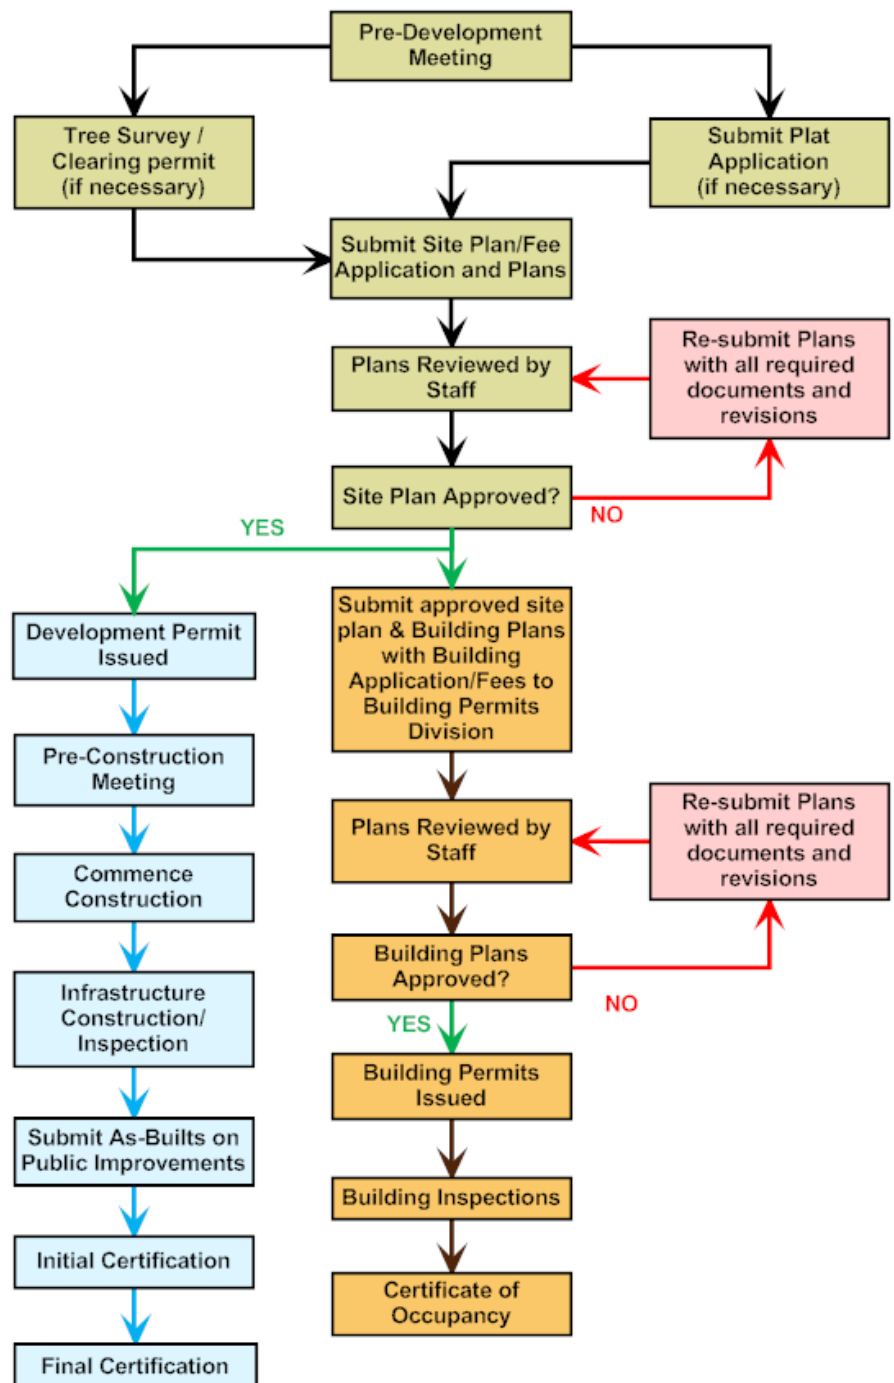 Pre-Development
Meeting
Tree Survey /
Clearing permit
(if necessary)
Submit Plat
Application
(if necessary)
Submit Site Plan/Fee
Application and Plans
Plans Reviewed by
Staff
Re-submit Plans
with all required
documents and
revisions
Site Plan Approved?
NO
YES
Development Permit
Issued
Pre-Construction
Meeting
Commence
Construction
Infrastructure
Construction/
Inspection
Submit As-Builts on
Public Improvements
Initial Certification
Final Certification
Submit approved site
plan & Building Plans
with Building
Application/Fees to
Building Permits
Division
Plans Reviewed by
Staff
Re-submit Plans
with all required
documents and
revisions
Building Plans
Approved?
NO
YES
Building Permits
Issued
Building Inspections
Certificate of
Occupancy